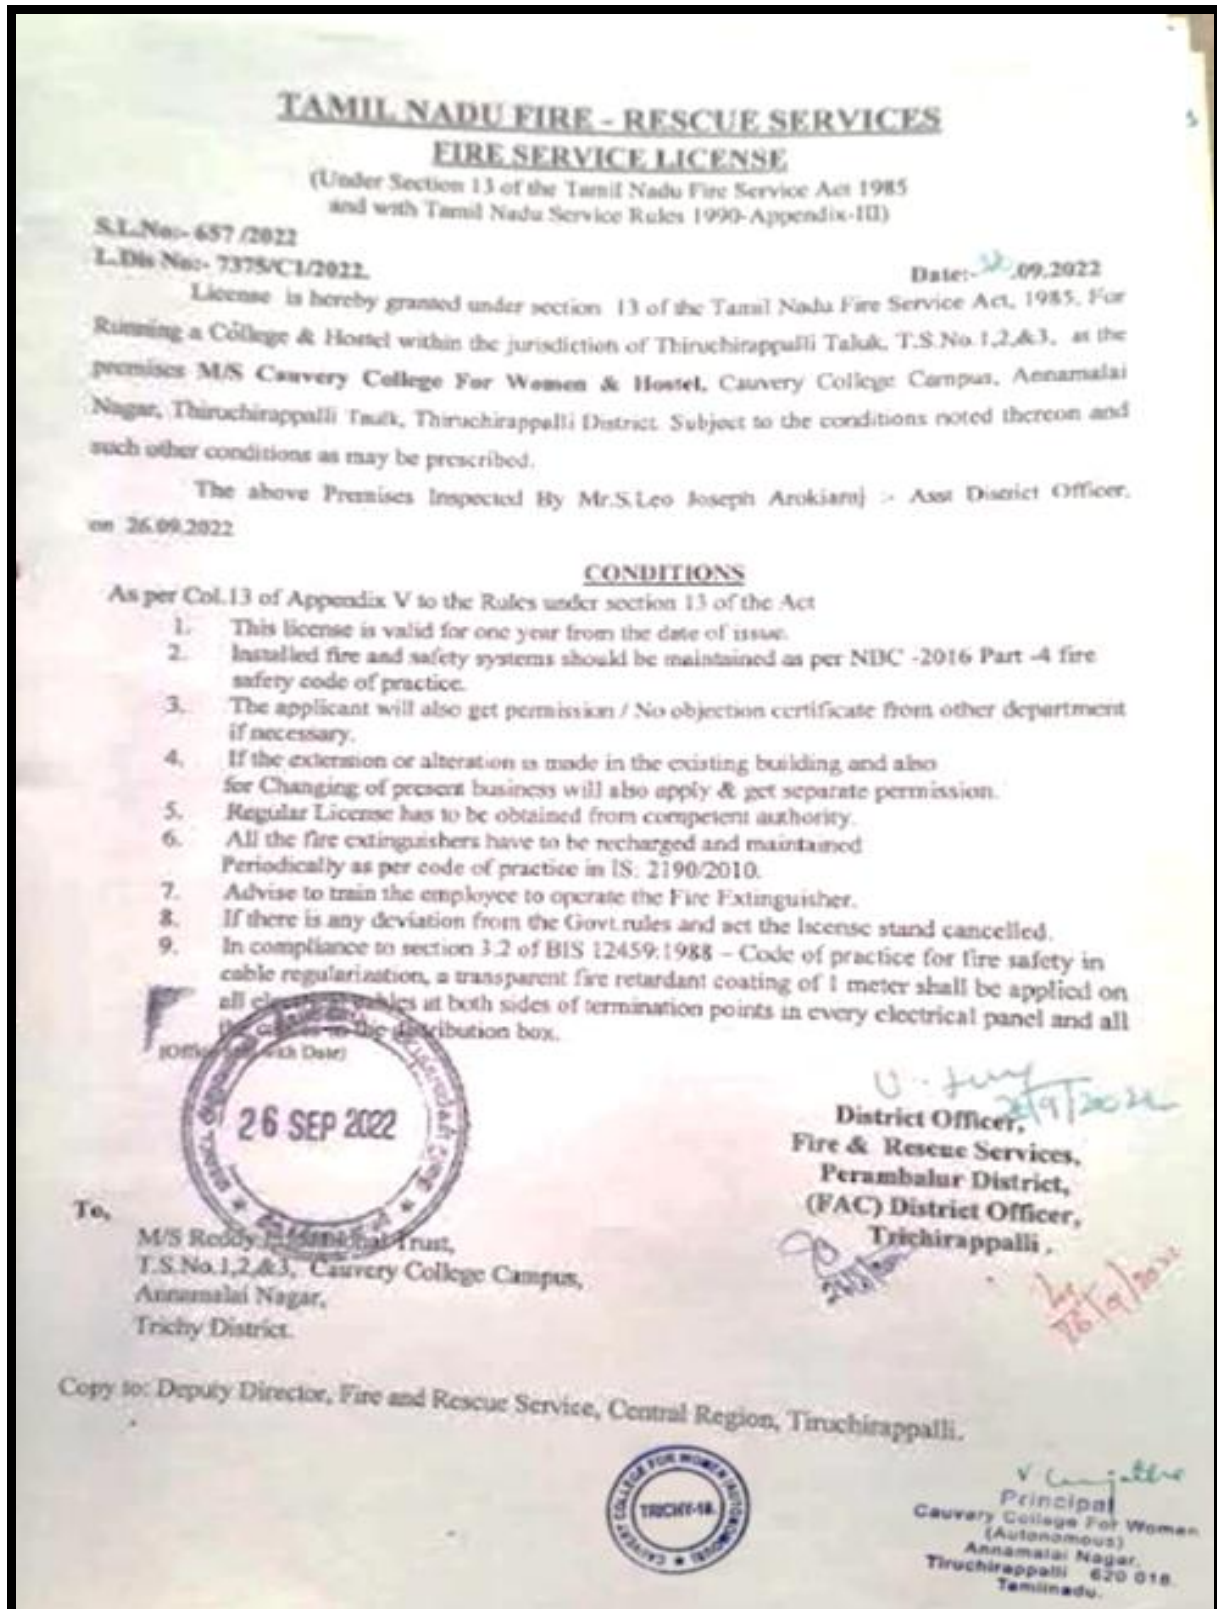 TAMIL NADU FIRE - RESCUE SERVICES
FIRE SERVICE LICENSE
(Under Section 13 of the Tamil Nadu Fire Service Act 1985
and with Tamil Nadu Service Rules 1990-Appendix-III)
S.L.No:- 657 /2022
L.Dis No:- 7375/C1/2022.
Date:- .09.2022
License is hereby granted under section 13 of the Tamil Nadu Fire Service Act, 1985. For
Running a College & Hostel within the jurisdiction of Thiruchirappalli Taluk, T.S.No.1,2,&3, at the
premises M/S Cauvery College For Women & Hostel, Cauvery College Campus, Annamalai
Nagar, Thiruchirappalli Taulk, Thiruchirappalli District. Subject to the conditions noted thereon and
such other conditions as may be prescribed.
The above Premises Inspected By Mr.S.Leo Joseph Arokiaraj :- Asst District Officer,
on 26.09.2022
CONDITIONS
As per Col.13 of Appendix V to the Rules under section 13 of the Act
1. This license is valid for one year from the date of issue.
2. Installed fire and safety systems should be maintained as per NBC -2016 Part -4 fire
safety code of practice.
3. The applicant will also get permission / No objection certificate from other department
if necessary.
4. If the extension or alteration is made in the existing building and also
for Changing of present business will also apply & get separate permission.
5. Regular License has to be obtained from competent authority.
6. All the fire extinguishers have to be recharged and maintained
Periodically as per code of practice in IS: 2190/2010.
7. Advise to train the employee to operate the Fire Extinguisher.
8. If there is any deviation from the Govt.rules and act the license stand cancelled.
9. In compliance to section 3.2 of BIS 12459:1988 – Code of practice for fire safety in
cable regularization, a transparent fire retardant coating of 1 meter shall be applied on
all electrical cables at both sides of termination points in every electrical panel and all
the in the distribution box.
with Date)
26 SEP 2022
26/9/2022
District Officer,
Fire & Rescue Services,
Perambalur District,
(FAC) District Officer,
Trichirappalli .
26/9/2022
To,
M/S Reddy Educational Trust,
T.S.No.1,2,&3, Cauvery College Campus,
Annamalai Nagar,
Trichy District.
Copy to: Deputy Director, Fire and Rescue Service, Central Region, Tiruchirappalli.
CAUVERY COLLEGE FOR WOMEN (AUTONOMOUS)
TRICHY-18.
Principal
Cauvery College For Women
(Autonomous)
Annamalai Nagar,
Tiruchirappalli 620 018.
Tamilnadu.